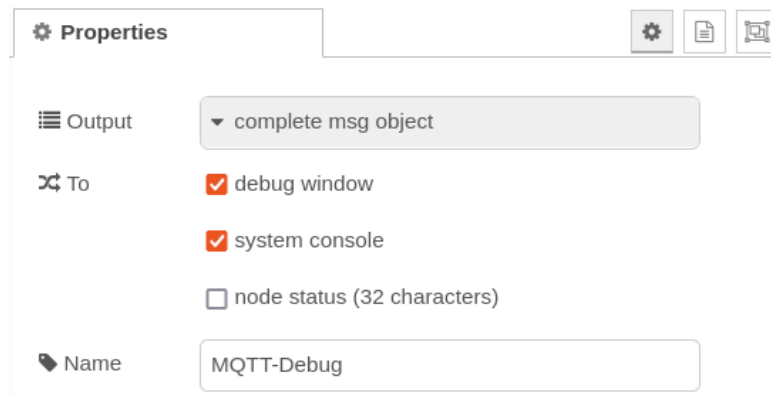 Properties
Output
complete msg object
To
debug window
system console
node status (32 characters)
Name
MQTT-Debug